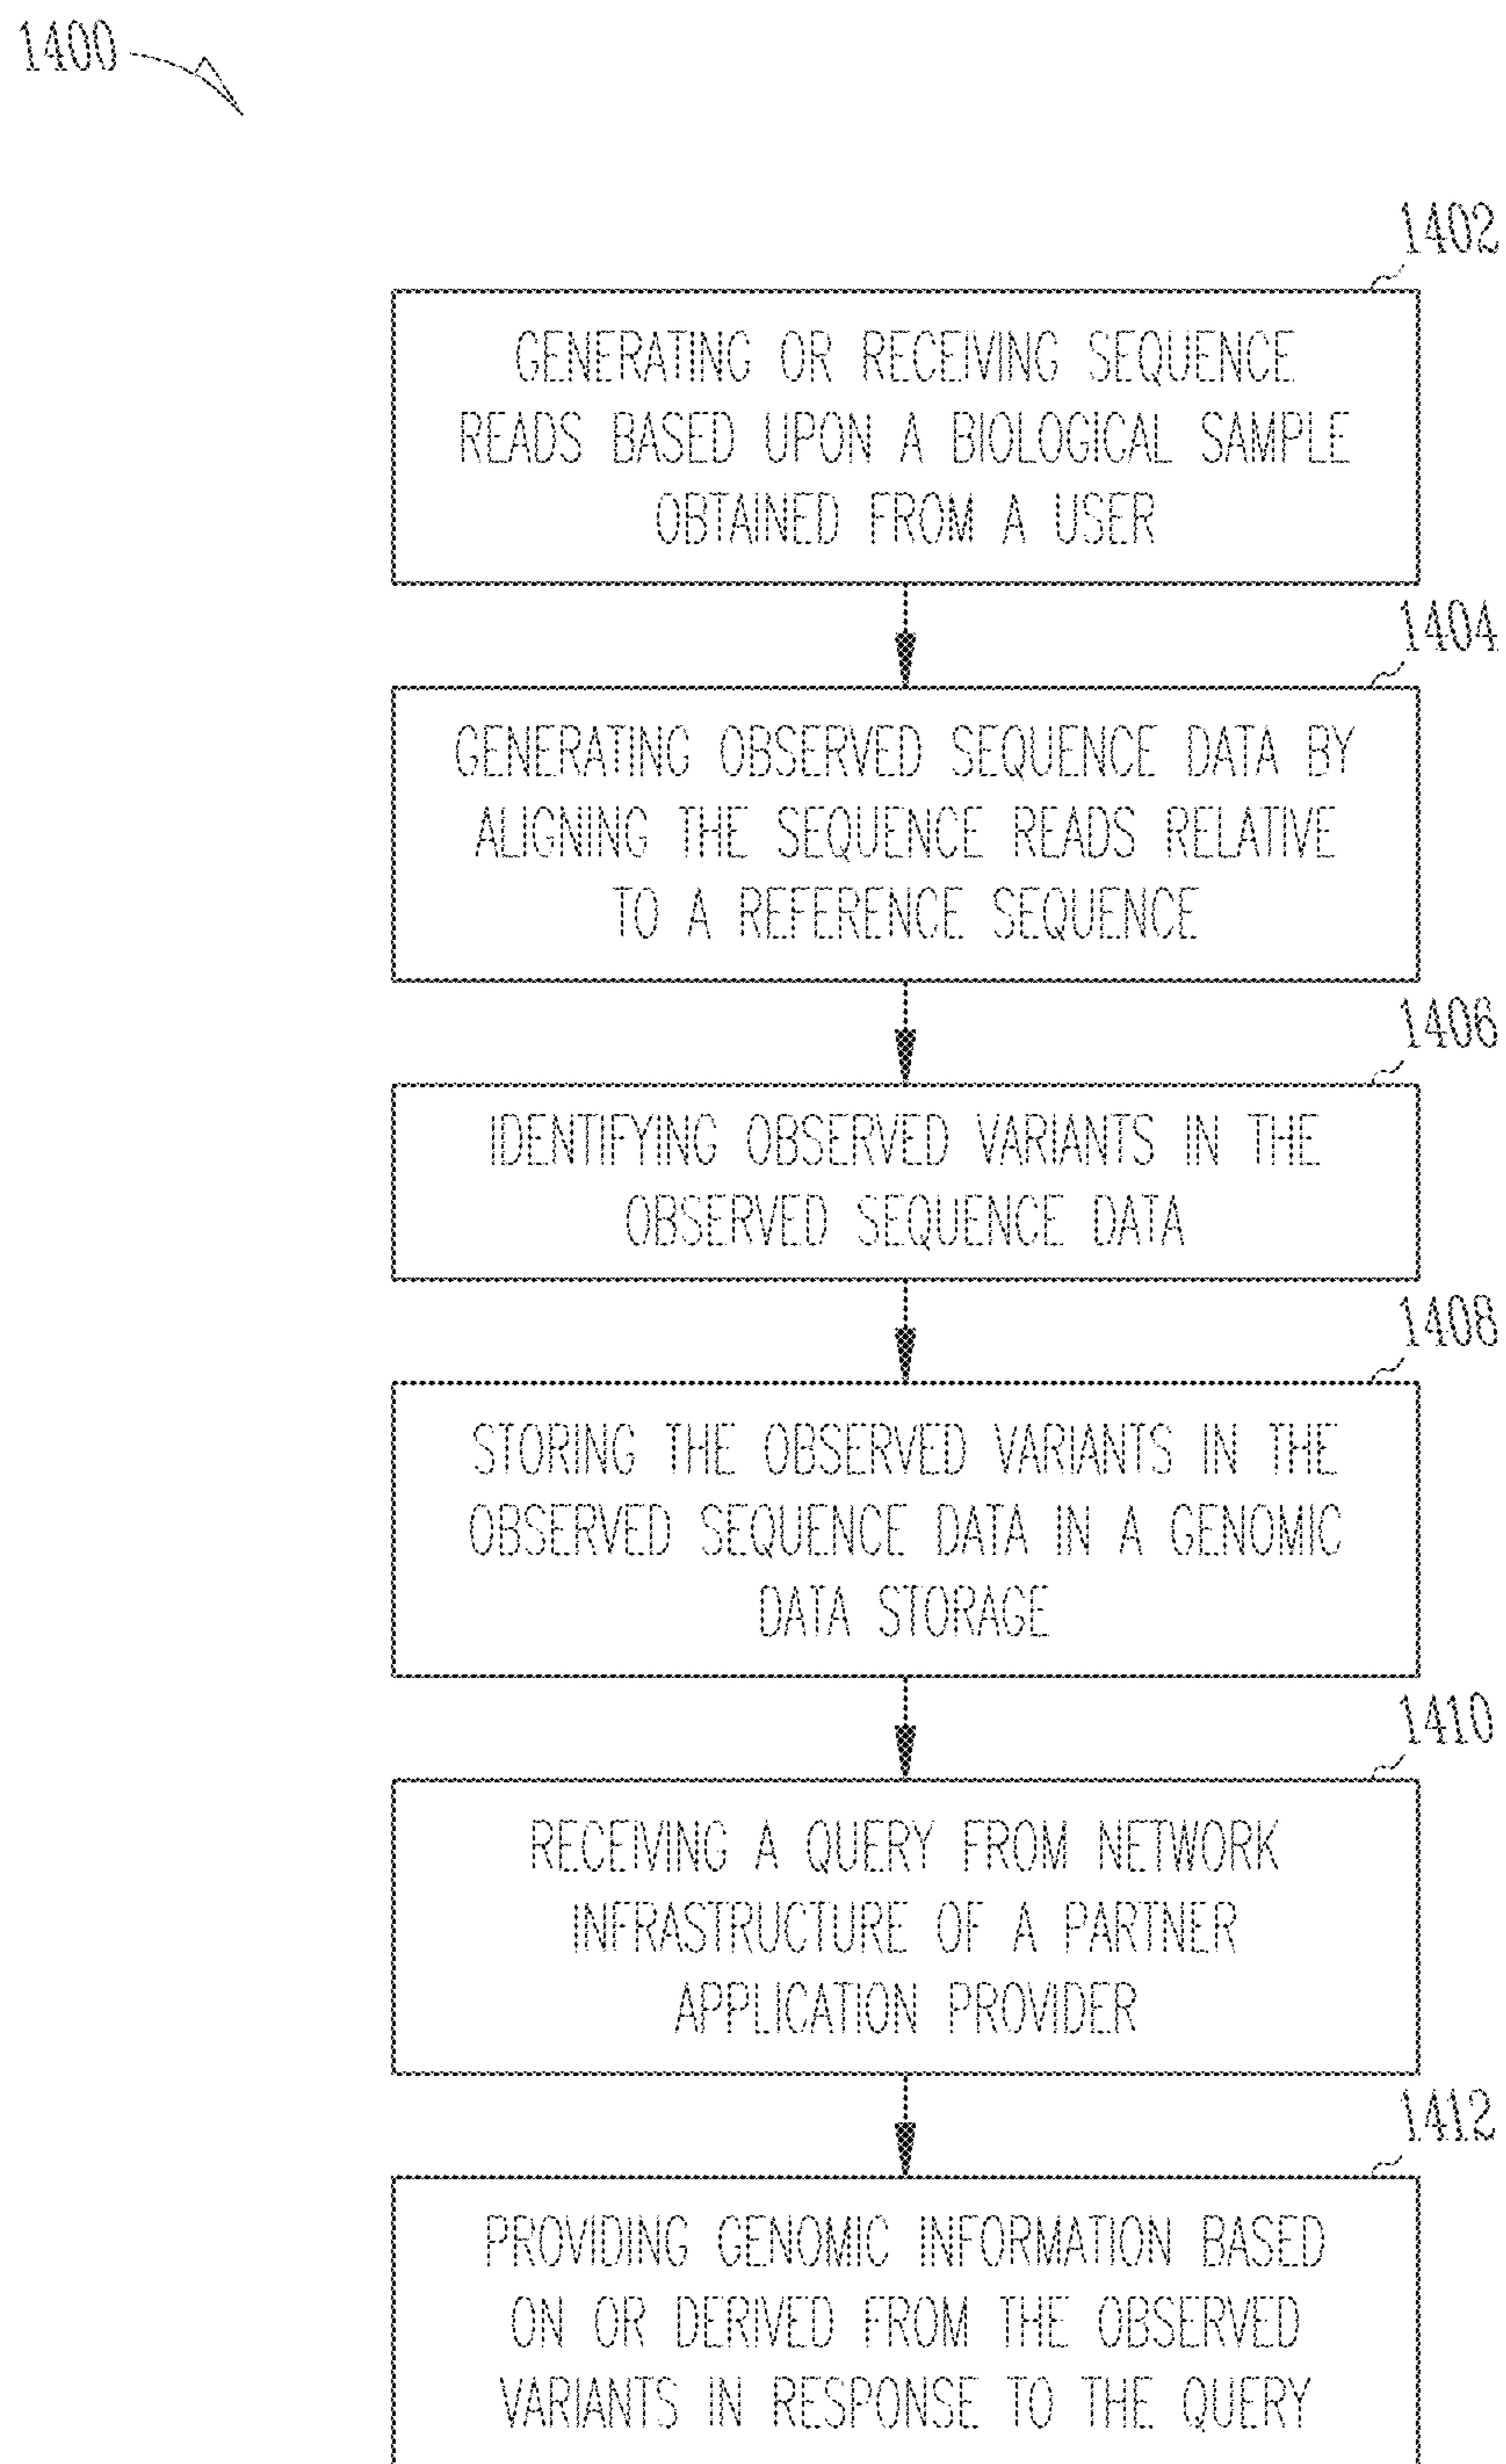 1400
1402
GENERATING OR RECEIVING SEQUENCE
READS BASED UPON A BIOLOGICAL SAMPLE
OBTAINED FROM A USER
1404
GENERATING OBSERVED SEQUENCE DATA BY
ALIGNING THE SEQUENCE READS RELATIVE
TO A REFERENCE SEQUENCE
1406
IDENTIFYING OBSERVED VARIANTS IN THE
OBSERVED SEQUENCE DATA
1408
STORING THE OBSERVED VARIANTS IN THE
OBSERVED SEQUENCE DATA IN A GENOMIC
DATA STORAGE
1410
RECEIVING A QUERY FROM NETWORK
INFRASTRUCTURE OF A PARTNER
APPLICATION PROVIDER
1412
PROVIDING GENOMIC INFORMATION BASED
ON OR DERIVED FROM THE OBSERVED
VARIANTS IN RESPONSE TO THE QUERY